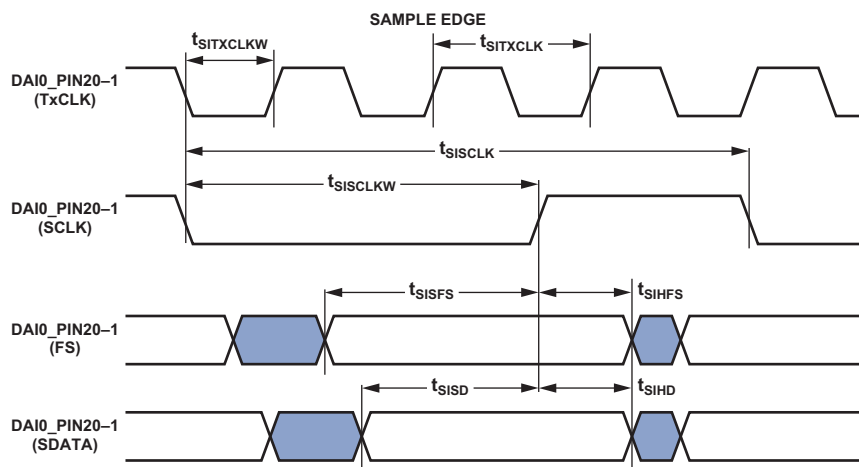 SAMPLE EDGE
tSITXCLKW
tSITXCLK
DAI0_PIN20–1
(TxCLK)
tSISCLK
tSISCLKW
DAI0_PIN20–1
(SCLK)
tSISFS
tSIHFS
DAI0_PIN20–1
(FS)
tSISD
tSIHD
DAI0_PIN20–1
(SDATA)